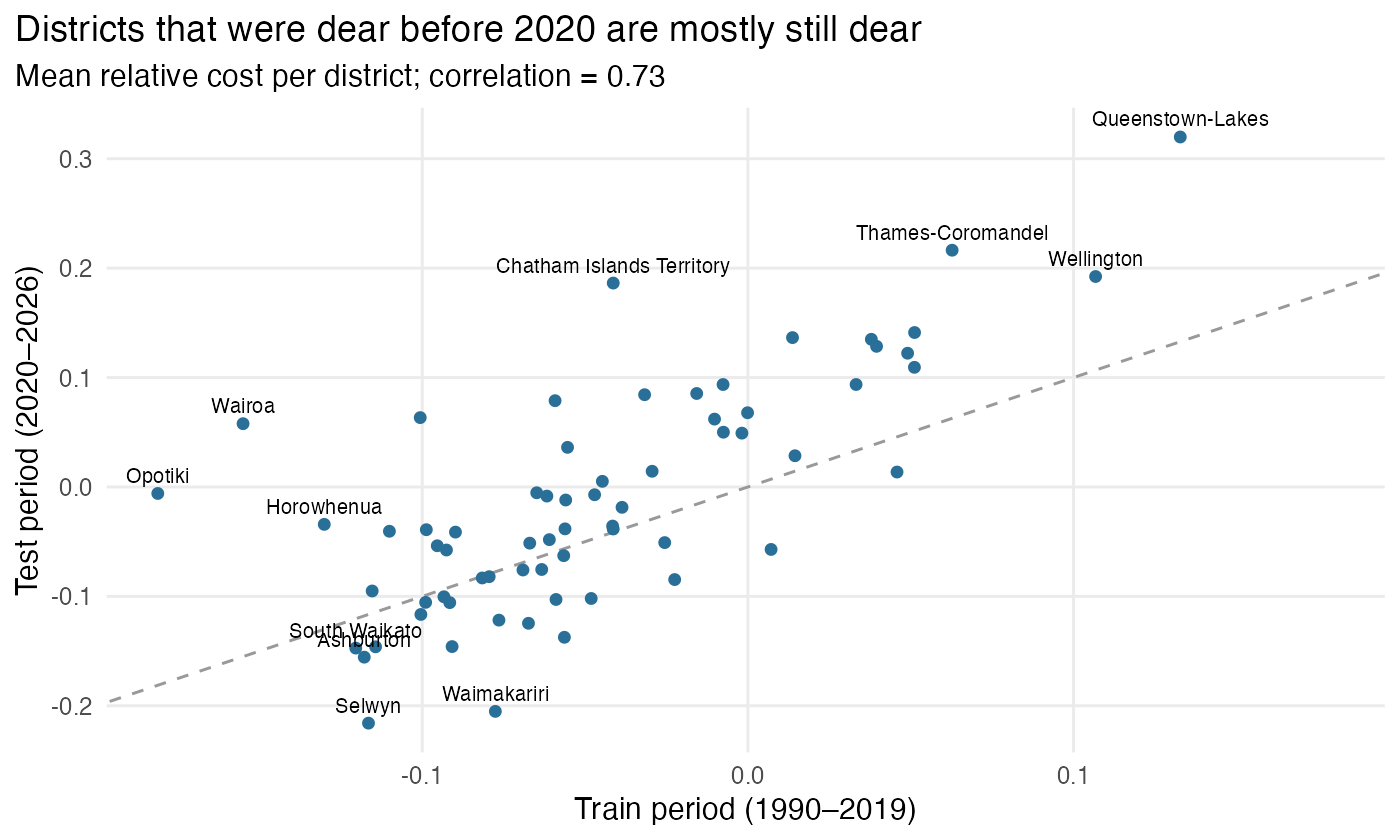 Districts that were dear before 2020 are mostly still dear
Mean relative cost per district; correlation = 0.73
Queenstown-Lakes
0.3
Thames-Coromandel
Wellington
Chatham Islands Territory
0.2
0.1
Wairoa
Opotiki
0.0
Horowhenua
-0.1
South Waikato
Ashburton
Waimakariri
Selwyn
-0.2
-0.1
0.0
0.1
Test period (2020–2026)
Train period (1990–2019)